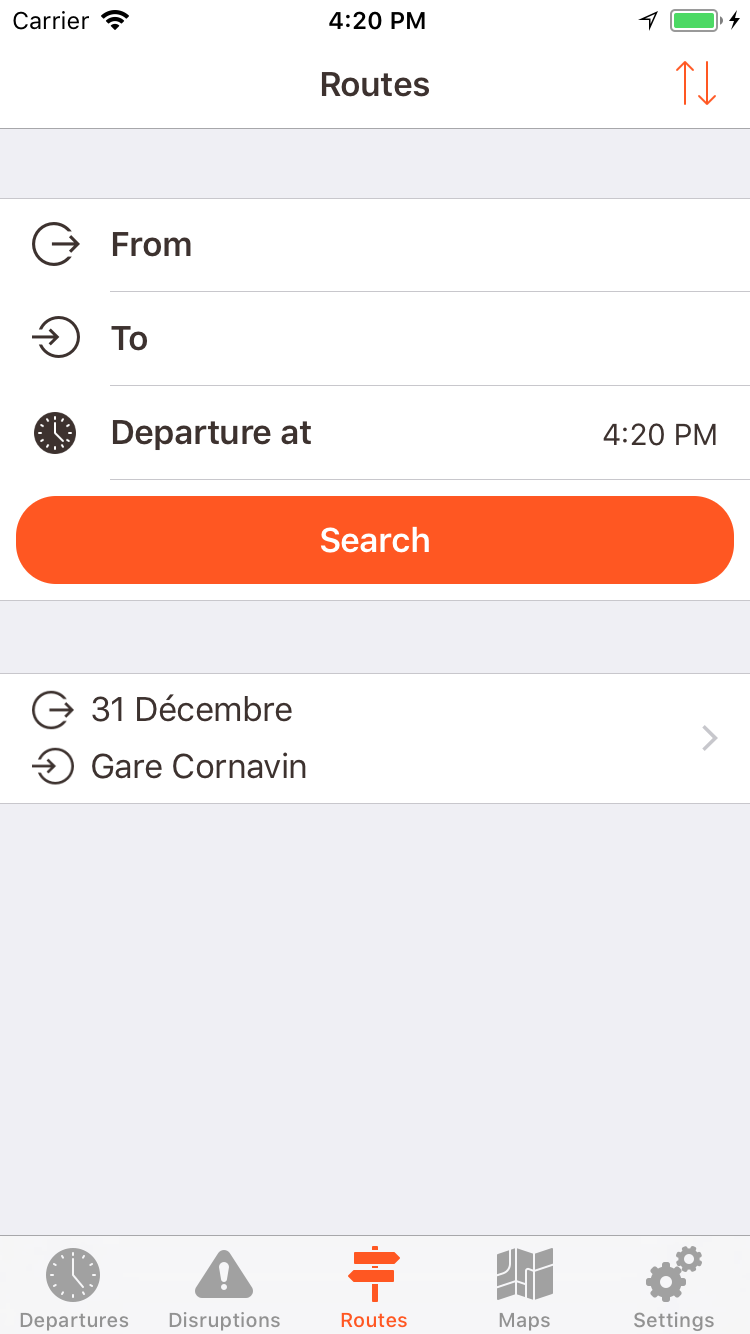 Carrier 4:20 PM
Routes
From
To
Departure at 4:20 PM
Search
31 Décembre
Gare Cornavin
Departures Disruptions Routes Maps Settings